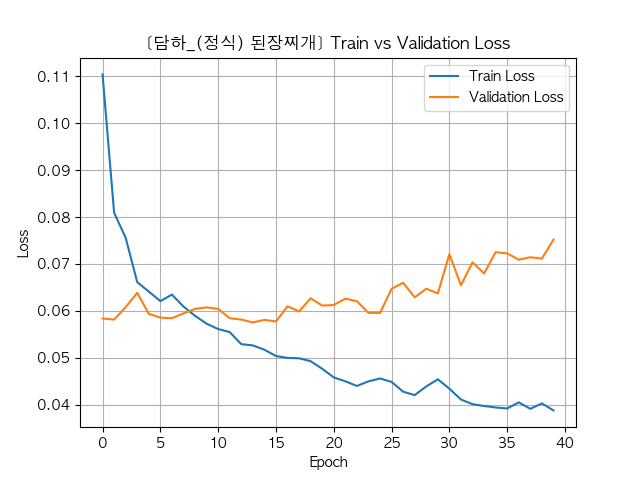 [담하_(정식) 된장찌개] Train vs Validation Loss
Train Loss
Validation Loss
Loss
0.11
0.10
0.09
0.08
0.07
0.06
0.05
0.04
0 5 10 15 20 25 30 35 40
Epoch